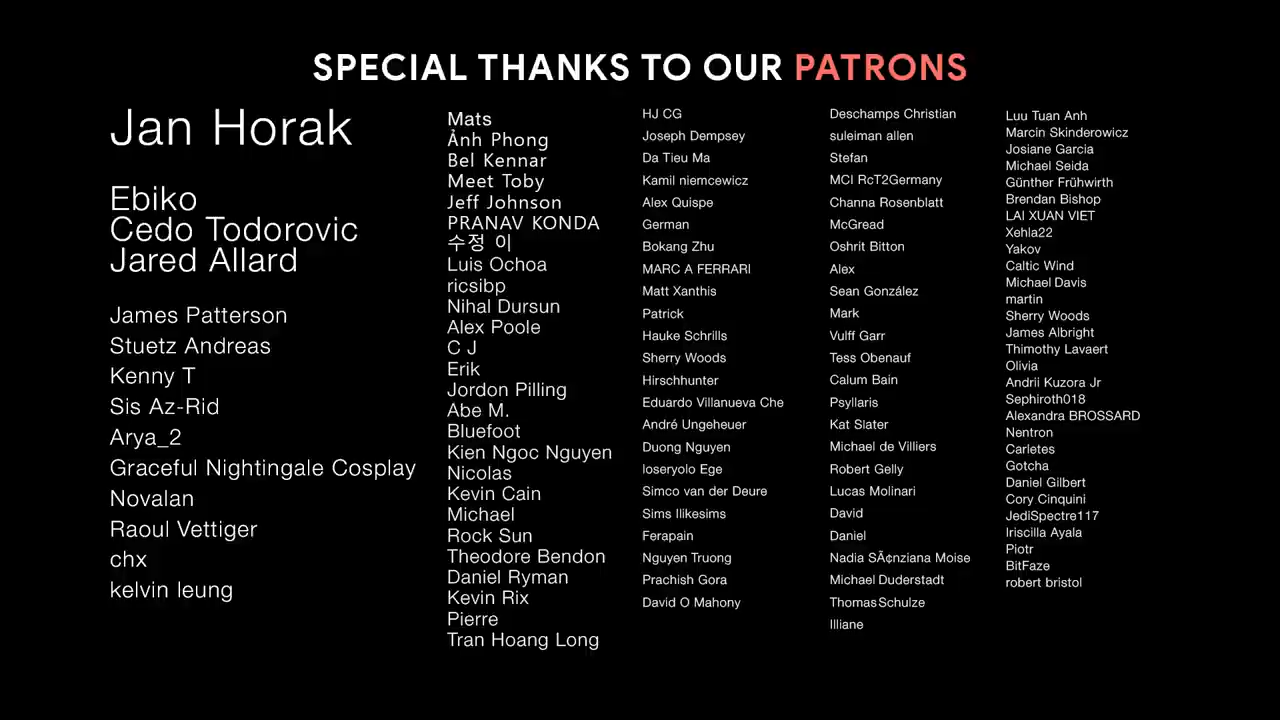 SPECIAL THANKS TO OUR PATRONS
Jan Horak
Ebiko
Cedo Todorovic
Jared Allard
James Patterson
Stuetz Andreas
Kenny T
Sis Az-Rid
Arya_2
Graceful Nightingale Cosplay
Novalan
Raoul Vettiger
chx
kelvin leung
Mats
Ảnh Phong
Bel Kennar
Meet Toby
Jeff Johnson
PRANAV KONDA
수정 이
Luis Ochoa
ricsibp
Nihal Dursun
Alex Poole
C J
Erik
Jordon Pilling
Abe M.
Bluefoot
Kien Ngoc Nguyen
Nicolas
Kevin Cain
Michael
Rock Sun
Theodore Bendon
Daniel Ryman
Kevin Rix
Pierre
Tran Hoang Long
HJ CG
Joseph Dempsey
Da Tieu Ma
Kamil niemcewicz
Alex Quispe
German
Bokang Zhu
MARC A FERRARI
Matt Xanthis
Patrick
Hauke Schrills
Sherry Woods
Hirschhunter
Eduardo Villanueva Che
André Ungeheuer
Duong Nguyen
loseryolo Ege
Simco van der Deure
Sims Ilikesims
Ferapain
Nguyen Truong
Prachish Gora
David O Mahony
Deschamps Christian
suleiman allen
Stefan
MCI RcT2Germany
Channa Rosenblatt
McGread
Oshrit Bitton
Alex
Sean González
Mark
Vulff Garr
Tess Obenauf
Calum Bain
Psyllaris
Kat Slater
Michael de Villiers
Robert Gelly
Lucas Molinari
David
Daniel
Nadia SÃ¢nziana Moise
Michael Duderstadt
Thomas Schulze
Illiane
Luu Tuan Anh
Marcin Skinderowicz
Josiane Garcia
Michael Seida
Günther Frühwirth
Brendan Bishop
LAI XUAN VIET
Xehla22
Yakov
Caltic Wind
Michael Davis
martin
Sherry Woods
James Albright
Thimothy Lavaert
Olivia
Andrii Kuzora Jr
Sephiroth018
Alexandra BROSSARD
Nentron
Carletes
Gotcha
Daniel Gilbert
Cory Cinquini
JediSpectre117
Iriscilla Ayala
Piotr
BitFaze
robert bristol